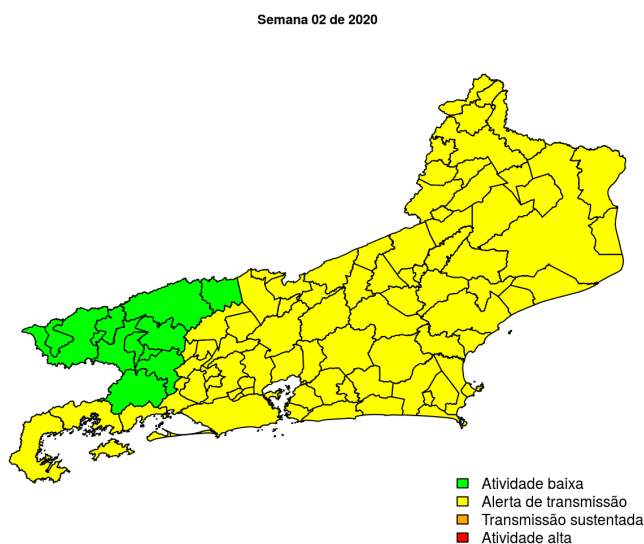 Semana 02 de 2020
Atividade baixa
Alerta de transmissão
Transmissão sustentada
Atividade alta